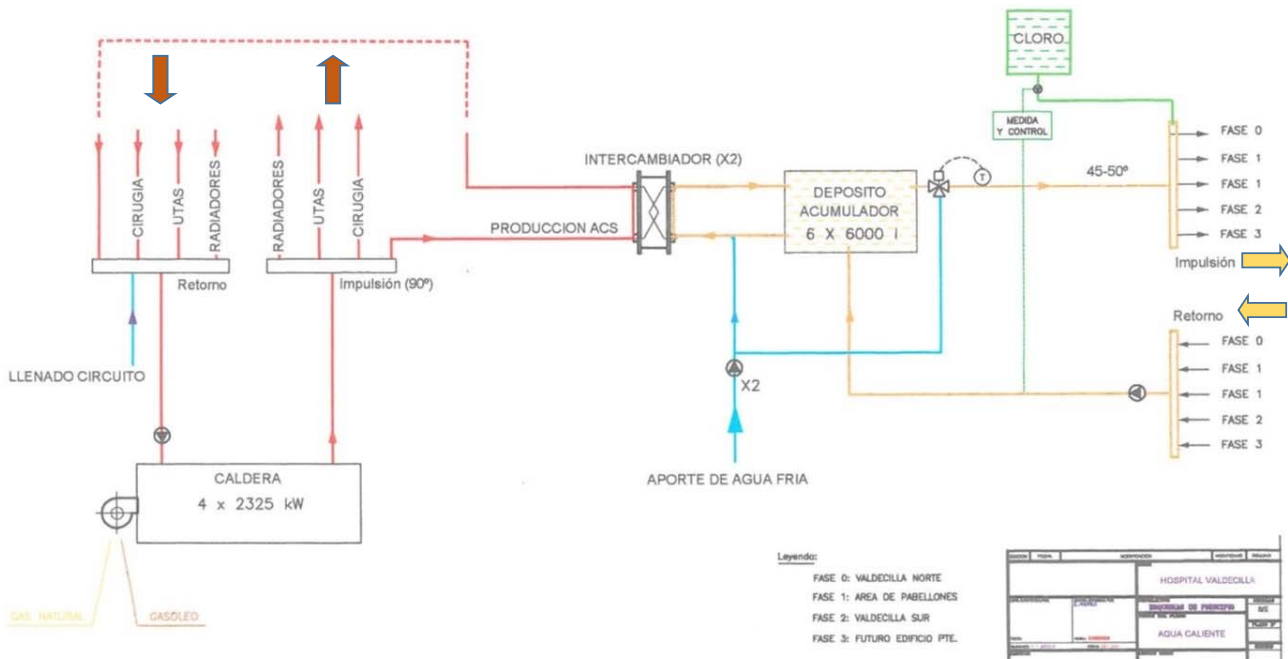 CLORO
MEDIDA
Y CONTROL
FASE 0
FASE 1
FASE 1
FASE 2
FASE 3
INTERCAMBIADOR (X2)
45-50º
DEPOSITO
ACUMULADOR
6 X 6000 l
T
CIRUGIA
UTAS
RADIADORES
RADIADORES
UTAS
CIRUGIA
PRODUCCION ACS
Impulsión
Retorno
Impulsión (90º)
Retorno
FASE 0
FASE 1
FASE 1
FASE 2
FASE 3
LLENADO CIRCUITO
X2
APORTE DE AGUA FRIA
CALDERA
4 x 2325 kW
GAS NATURAL
GASOLEO
Leyenda:
FASE 0: VALDECILLA NORTE
FASE 1: AREA DE PABELLONES
FASE 2: VALDECILLA SUR
FASE 3: FUTURO EDIFICIO PTE.
HOSPITAL VALDECILLA
ESQUEMAS DE PRINCIPIO
AGUA CALIENTE